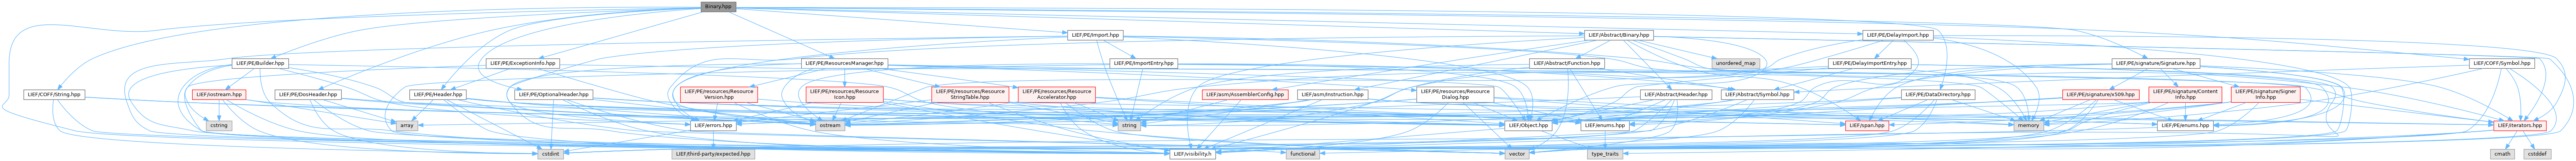 Binary.hpp
LIEF/PE/Import.hpp
LIEF/Abstract/Binary.hpp
LIEF/PE/DelayImport.hpp
LIEF/PE/Builder.hpp
LIEF/PE/ExceptionInfo.hpp
LIEF/PE/ResourcesManager.hpp
LIEF/PE/ImportEntry.hpp
LIEF/Abstract/Function.hpp
unordered_map
LIEF/PE/DelayImportEntry.hpp
LIEF/PE/signature/Signature.hpp
LIEF/COFF/Symbol.hpp
LIEF/COFF/String.hpp
LIEF/ostream.hpp
LIEF/PE/DosHeader.hpp
LIEF/PE/Header.hpp
LIEF/PE/OptionalHeader.hpp
LIEF/PE/resources/Resource
Version.hpp
LIEF/PE/resources/Resource
Icon.hpp
LIEF/PE/resources/Resource
StringTable.hpp
LIEF/PE/resources/Resource
Accelerator.hpp
LIEF/PE/resources/Resource
Dialog.hpp
LIEF/asm/AssemblerConfig.hpp
LIEF/asm/Instruction.hpp
LIEF/Abstract/Header.hpp
LIEF/Abstract/Symbol.hpp
LIEF/PE/DataDirectory.hpp
LIEF/PE/signature/x509.hpp
LIEF/PE/signature/Content
Info.hpp
LIEF/PE/signature/Signer
Info.hpp
cstring
array
LIEF/errors.hpp
ostream
string
LIEF/Object.hpp
LIEF/enums.hpp
LIEF/span.hpp
memory
LIEF/PE/enums.hpp
LIEF/iterators.hpp
cstdint
LIEF/third-party/expected.hpp
LIEF/visibility.h
functional
vector
type_traits
cmath
cstddef